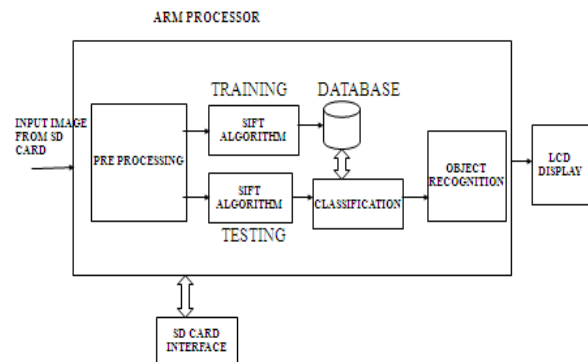 ARM PROCESSOR
TRAINING
DATABASE
INPUT IMAGE
FROM SD
CARD
PRE PROCESSING
SIFT
ALGORITHM
SIFT
ALGORITHM
TESTING
CLASSIFICATION
OBJECT
RECOGNITION
LCD
DISPLAY
SD CARD
INTERFACE